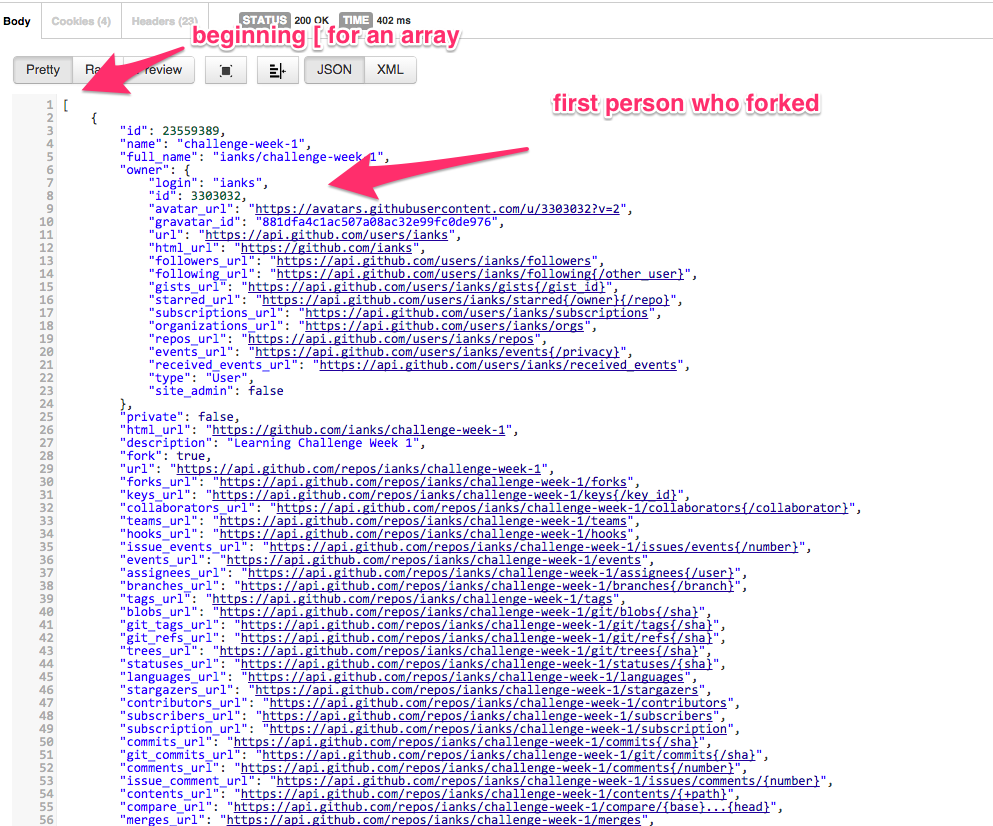 Body Cookies (4) Headers (23) STATUS 200 OK TIME 402 ms
beginning [ for an array
Pretty Ra review JSON XML
first person who forked
1 [
2 {
3 "id": 23559389,
4 "name": "challenge-week-1",
5 "full_name": "ianks/challenge-week-1",
6 "owner": {
7 "login": "ianks",
8 "id": 3303032,
9 "avatar_url": "https://avatars.githubusercontent.com/u/3303032?v=2",
10 "gravatar_id": "881dfa4c1ac507a08ac32e99fc0de976",
11 "url": "https://api.github.com/users/ianks",
12 "html_url": "https://github.com/ianks",
13 "followers_url": "https://api.github.com/users/ianks/followers",
14 "following_url": "https://api.github.com/users/ianks/following{/other_user}",
15 "gists_url": "https://api.github.com/users/ianks/gists{/gist_id}",
16 "starred_url": "https://api.github.com/users/ianks/starred{/owner}{/repo}",
17 "subscriptions_url": "https://api.github.com/users/ianks/subscriptions",
18 "organizations_url": "https://api.github.com/users/ianks/orgs",
19 "repos_url": "https://api.github.com/users/ianks/repos",
20 "events_url": "https://api.github.com/users/ianks/events{/privacy}",
21 "received_events_url": "https://api.github.com/users/ianks/received_events",
22 "type": "User",
23 "site_admin": false
24 },
25 "private": false,
26 "html_url": "https://github.com/ianks/challenge-week-1",
27 "description": "Learning Challenge Week 1",
28 "fork": true,
29 "url": "https://api.github.com/repos/ianks/challenge-week-1",
30 "forks_url": "https://api.github.com/repos/ianks/challenge-week-1/forks",
31 "keys_url": "https://api.github.com/repos/ianks/challenge-week-1/keys{/key_id}",
32 "collaborators_url": "https://api.github.com/repos/ianks/challenge-week-1/collaborators{/collaborator}",
33 "teams_url": "https://api.github.com/repos/ianks/challenge-week-1/teams",
34 "hooks_url": "https://api.github.com/repos/ianks/challenge-week-1/hooks",
35 "issue_events_url": "https://api.github.com/repos/ianks/challenge-week-1/issues/events{/number}",
36 "events_url": "https://api.github.com/repos/ianks/challenge-week-1/events",
37 "assignees_url": "https://api.github.com/repos/ianks/challenge-week-1/assignees{/user}",
38 "branches_url": "https://api.github.com/repos/ianks/challenge-week-1/branches{/branch}",
39 "tags_url": "https://api.github.com/repos/ianks/challenge-week-1/tags",
40 "blobs_url": "https://api.github.com/repos/ianks/challenge-week-1/git/blobs{/sha}",
41 "git_tags_url": "https://api.github.com/repos/ianks/challenge-week-1/git/tags{/sha}",
42 "git_refs_url": "https://api.github.com/repos/ianks/challenge-week-1/git/refs{/sha}",
43 "trees_url": "https://api.github.com/repos/ianks/challenge-week-1/git/trees{/sha}",
44 "statuses_url": "https://api.github.com/repos/ianks/challenge-week-1/statuses/{sha}",
45 "languages_url": "https://api.github.com/repos/ianks/challenge-week-1/languages",
46 "stargazers_url": "https://api.github.com/repos/ianks/challenge-week-1/stargazers",
47 "contributors_url": "https://api.github.com/repos/ianks/challenge-week-1/contributors",
48 "subscribers_url": "https://api.github.com/repos/ianks/challenge-week-1/subscribers",
49 "subscription_url": "https://api.github.com/repos/ianks/challenge-week-1/subscription",
50 "commits_url": "https://api.github.com/repos/ianks/challenge-week-1/commits{/sha}",
51 "git_commits_url": "https://api.github.com/repos/ianks/challenge-week-1/git/commits{/sha}",
52 "comments_url": "https://api.github.com/repos/ianks/challenge-week-1/comments{/number}",
53 "issue_comment_url": "https://api.github.com/repos/ianks/challenge-week-1/issues/comments/{number}",
54 "contents_url": "https://api.github.com/repos/ianks/challenge-week-1/contents/{+path}",
55 "compare_url": "https://api.github.com/repos/ianks/challenge-week-1/compare/{base}...{head}",
56 "merges_url": "https://api.github.com/repos/ianks/challenge-week-1/merges",